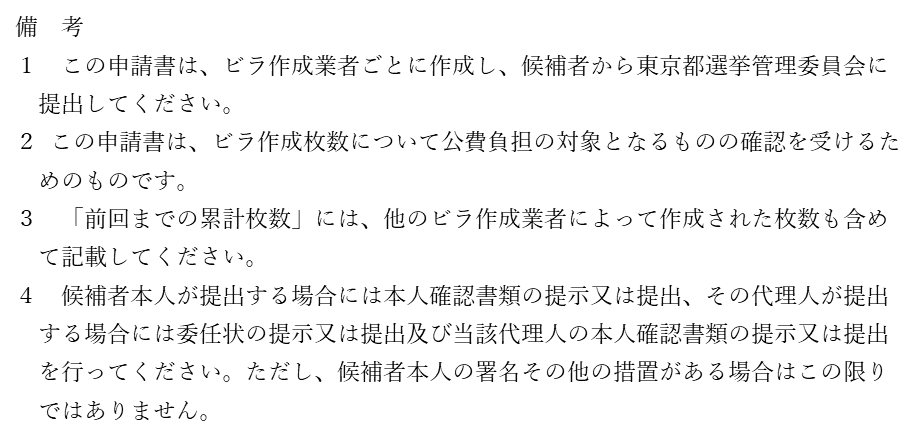 備　考
１　この申請書は、ビラ作成業者ごとに作成し、候補者から東京都選挙管理委員会に
提出してください。
２ この申請書は、ビラ作成枚数について公費負担の対象となるものの確認を受けるた
めのものです。
３　「前回までの累計枚数」には、他のビラ作成業者によって作成された枚数も含め
て記載してください。
４　候補者本人が提出する場合には本人確認書類の提示又は提出、その代理人が提出
する場合には委任状の提示又は提出及び当該代理人の本人確認書類の提示又は提出
を行ってください。ただし、候補者本人の署名その他の措置がある場合はこの限り
ではありません。